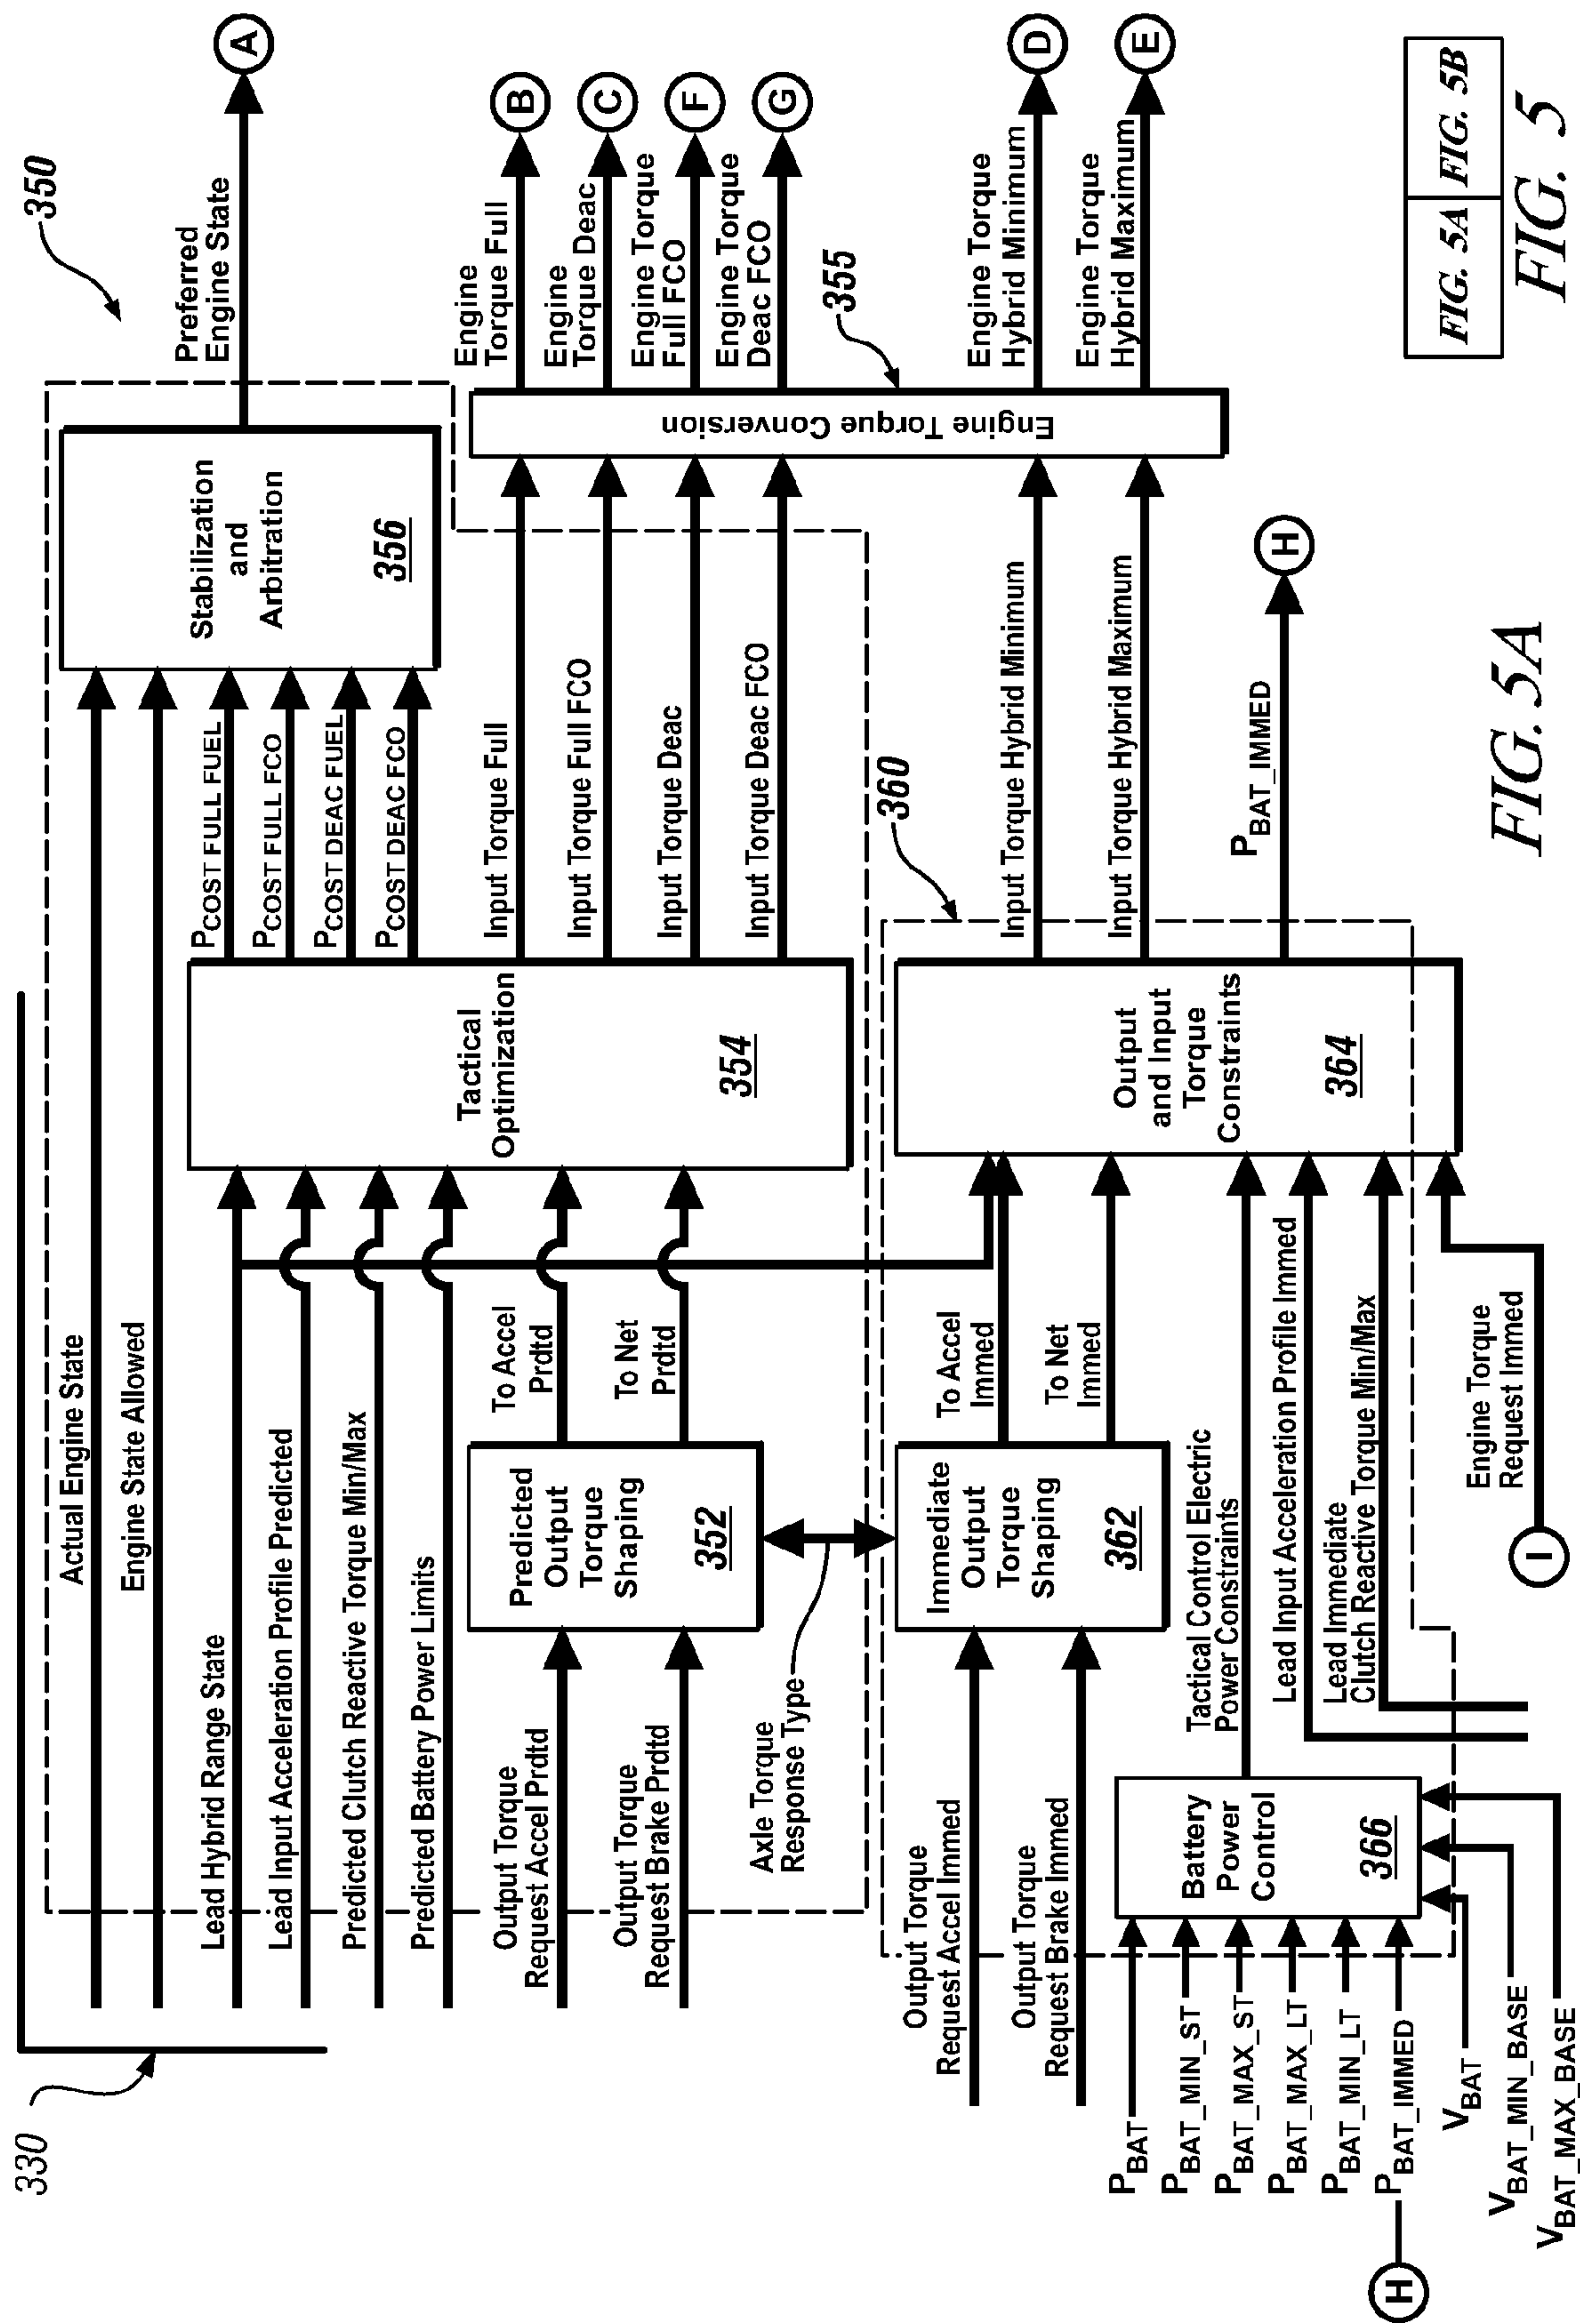 330
350
Actual Engine State
Engine State Allowed
Lead Hybrid Range State
Lead Input Acceleration Profile Predicted
Predicted Clutch Reactive Torque Min/Max
Predicted Battery Power Limits
Output Torque
Request Accel Prdtd
Output Torque
Request Brake Prdtd
Predicted
Output
Torque
Shaping
352
To Accel
Prdtd
To Net
Prdtd
Axle Torque
Response Type
Tactical
Optimization
354
PCOST FULL FUEL
PCOST FULL FCO
PCOST DEAC FUEL
PCOST DEAC FCO
Stabilization
and
Arbitration
356
Preferred
Engine State
A
Input Torque Full
Input Torque Full FCO
Input Torque Deac
Input Torque Deac FCO
Engine Torque Conversion
355
Engine
Torque Full
B
Engine
Torque Deac
C
Engine Torque
Full FCO
F
Engine Torque
Deac FCO
G
Engine Torque
Hybrid Minimum
D
Engine Torque
Hybrid Maximum
E
360
Output Torque
Request Accel Immed
Output Torque
Request Brake Immed
Immediate
Output
Torque
Shaping
362
To Accel
Immed
To Net
Immed
Tactical Control Electric
Power Constraints
Lead Input Acceleration Profile Immed
Lead Immediate
Clutch Reactive Torque Min/Max
Engine Torque
Request Immed
I
Output
and Input
Torque
Constraints
364
Input Torque Hybrid Minimum
Input Torque Hybrid Maximum
PBAT_IMMED
H
Battery
Power
Control
366
PBAT
PBAT_MIN_ST
PBAT_MAX_ST
PBAT_MAX_LT
PBAT_MIN_LT
H
PBAT_IMMED
VBAT
VBAT_MIN_BASE
VBAT_MAX_BASE
FIG. 5A
FIG. 5A
FIG. 5B
FIG. 5